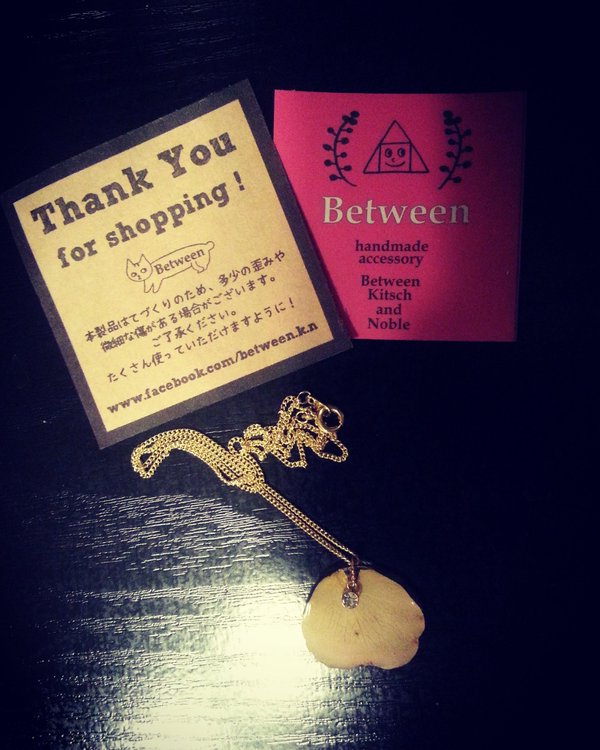 Thank You
for shopping!
Between
本製品はてづくりのため、多少の歪みや
微細な傷がある場合がございます。
ご了承ください。
たくさん使っていただけますように！
www.facebook.com/between.k.n
Between
handmade
accessory
Between
Kitsch
and
Noble